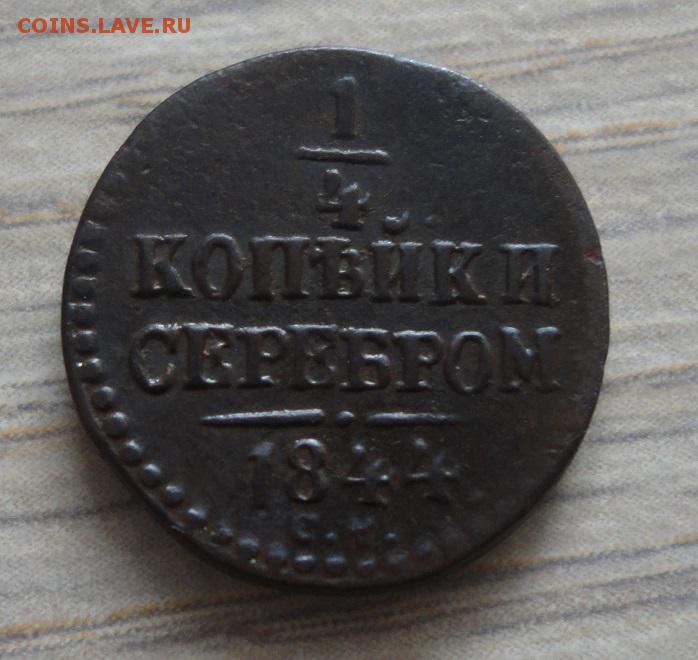 COINS.LAVE.RU
1
4
КОПѢЙКИ
СЕРЕБРОМ
1844